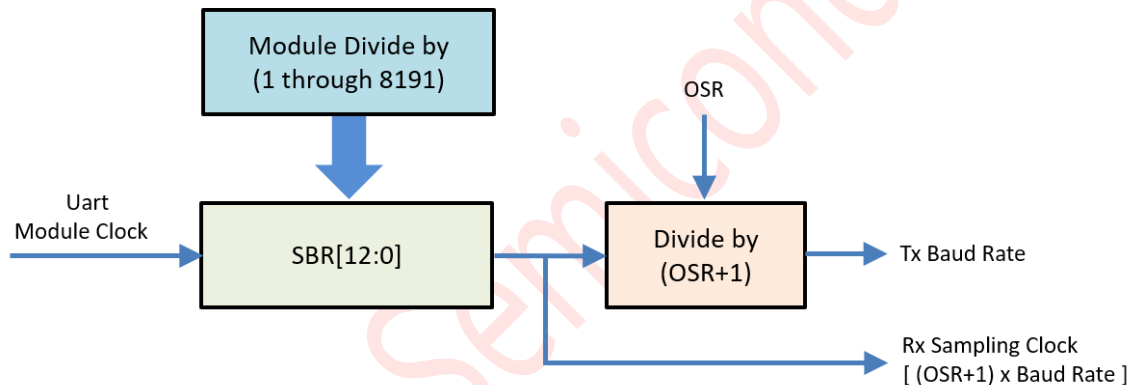 Module Divide by
(1 through 8191)
OSR
Uart
Module Clock
SBR[12:0]
Divide by
(OSR+1)
Tx Baud Rate
Rx Sampling Clock
[ (OSR+1) x Baud Rate ]
Semicon